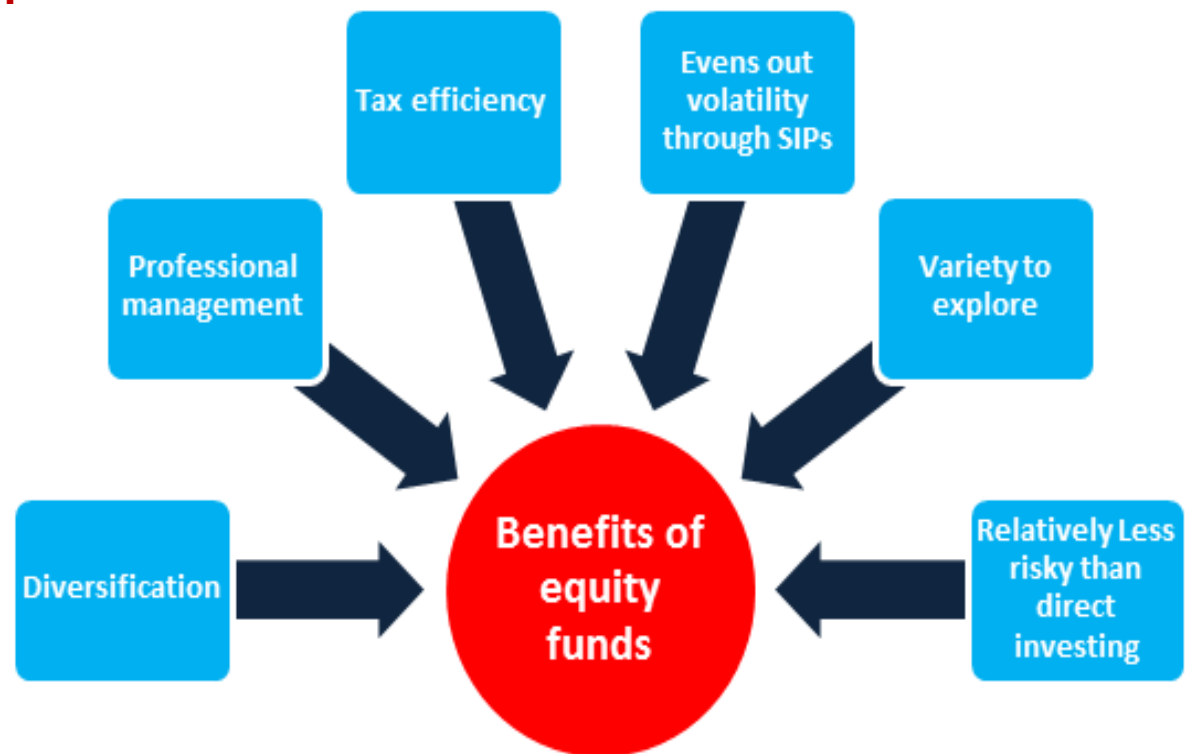 Tax efficiency
Evens out
volatility
through SIPs
Professional
management
Variety to
explore
Diversification
Benefits of
equity
funds
Relatively Less
risky than
direct
investing